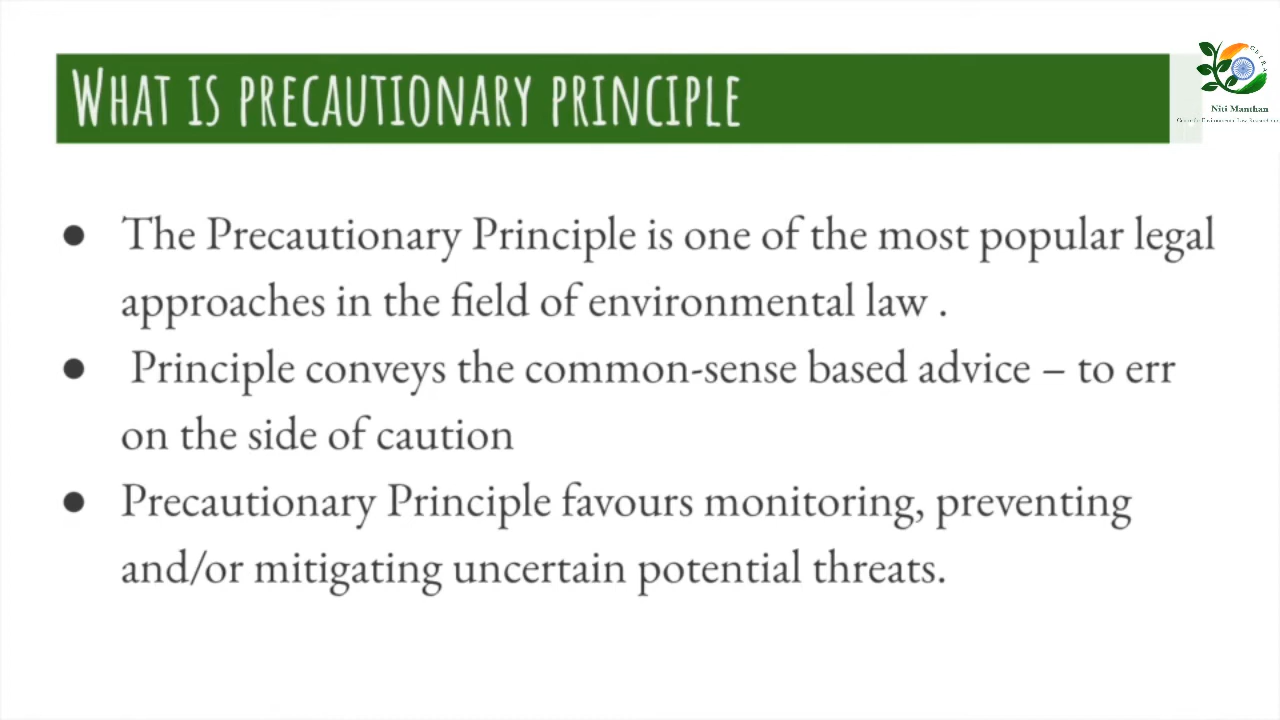 What is precautionary principle
Niti Manthan
● The Precautionary Principle is one of the most popular legal
approaches in the field of environmental law .
● Principle conveys the common-sense based advice – to err
on the side of caution
● Precautionary Principle favours monitoring, preventing
and/or mitigating uncertain potential threats.